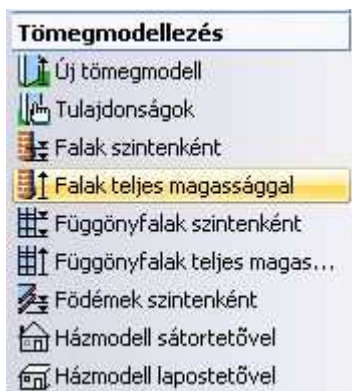 Tömegmodellezés
Új tömegmodell
Tulajdonságok
Falak szintenként
Falak teljes magassággal
Függönyfalak szintenként
Függönyfalak teljes magas...
Födémek szintenként
Házmodell sátortetővel
Házmodell lapostetővel